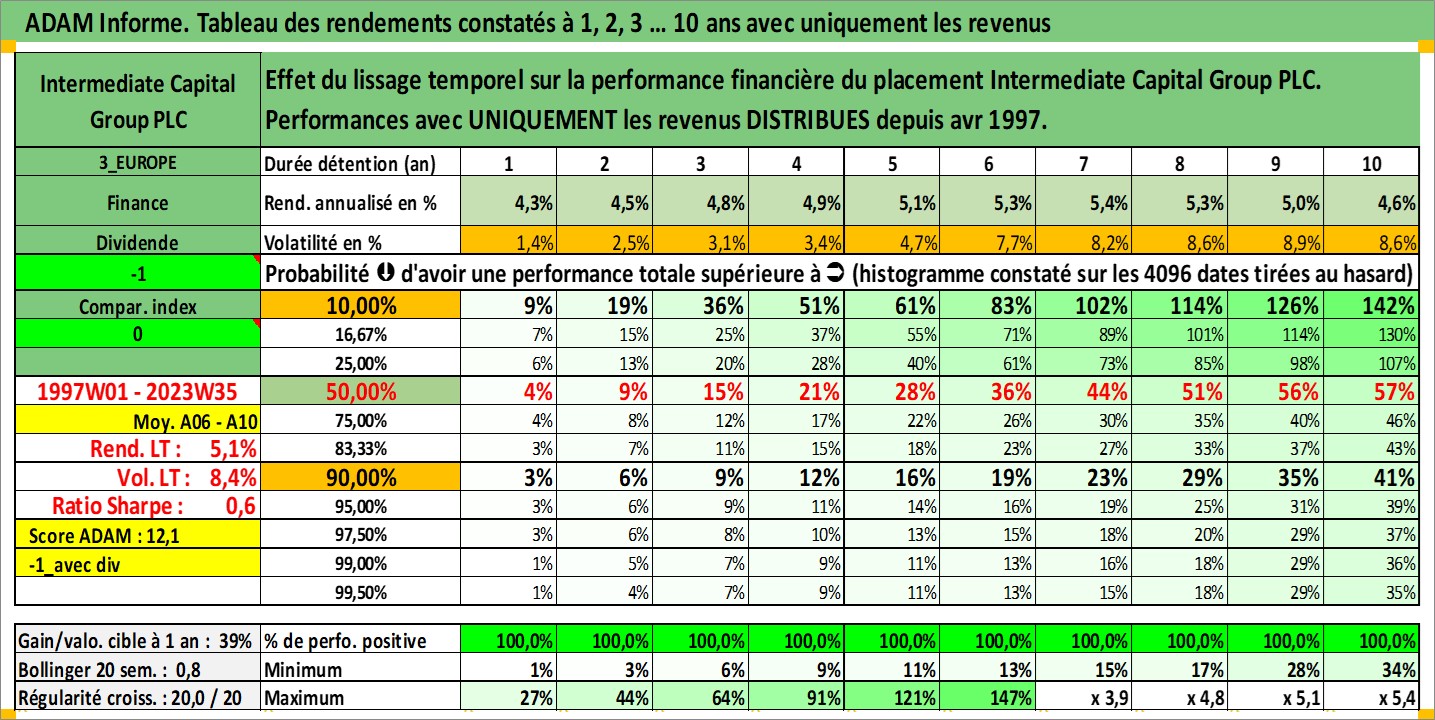 ADAM Informe. Tableau des rendements constatés à 1, 2, 3 ... 10 ans avec uniquement les revenus
Intermediate Capital Group PLC
Effet du lissage temporel sur la performance financière du placement Intermediate Capital Group PLC.
Performances avec UNIQUEMENT les revenus DISTRIBUES depuis avr 1997.
3_EUROPE Durée détention (an) 1 2 3 4 5 6 7 8 9 10
Finance Rend. annualisé en % 4,3% 4,5% 4,8% 4,9% 5,1% 5,3% 5,4% 5,3% 5,0% 4,6%
Dividende Volatilité en % 1,4% 2,5% 3,1% 3,4% 4,7% 7,7% 8,2% 8,6% 8,9% 8,6%
-1 Probabilité ⬇ d'avoir une performance totale supérieure à ➲ (histogramme constaté sur les 4096 dates tirées au hasard)
Compar. index 10,00% 9% 19% 36% 51% 61% 83% 102% 114% 126% 142%
0 16,67% 7% 15% 25% 37% 55% 71% 89% 101% 114% 130%
25,00% 6% 13% 20% 28% 40% 61% 73% 85% 98% 107%
1997W01 - 2023W35 50,00% 4% 9% 15% 21% 28% 36% 44% 51% 56% 57%
Moy. A06 - A10 75,00% 4% 8% 12% 17% 22% 26% 30% 35% 40% 46%
Rend. LT : 5,1% 83,33% 3% 7% 11% 15% 18% 23% 27% 33% 37% 43%
Vol. LT : 8,4% 90,00% 3% 6% 9% 12% 16% 19% 23% 29% 35% 41%
Ratio Sharpe : 0,6 95,00% 3% 6% 9% 11% 14% 16% 19% 25% 31% 39%
Score ADAM : 12,1 97,50% 3% 6% 8% 10% 13% 15% 18% 20% 29% 37%
-1_avec div 99,00% 1% 5% 7% 9% 11% 13% 16% 18% 29% 36%
99,50% 1% 4% 7% 9% 11% 13% 15% 18% 29% 35%
Gain/valo. cible à 1 an : 39% % de perfo. positive 100,0% 100,0% 100,0% 100,0% 100,0% 100,0% 100,0% 100,0% 100,0% 100,0%
Bollinger 20 sem. : 0,8 Minimum 1% 3% 6% 9% 11% 13% 15% 17% 28% 34%
Régularité croiss. : 20,0 / 20 Maximum 27% 44% 64% 91% 121% 147% x 3,9 x 4,8 x 5,1 x 5,4